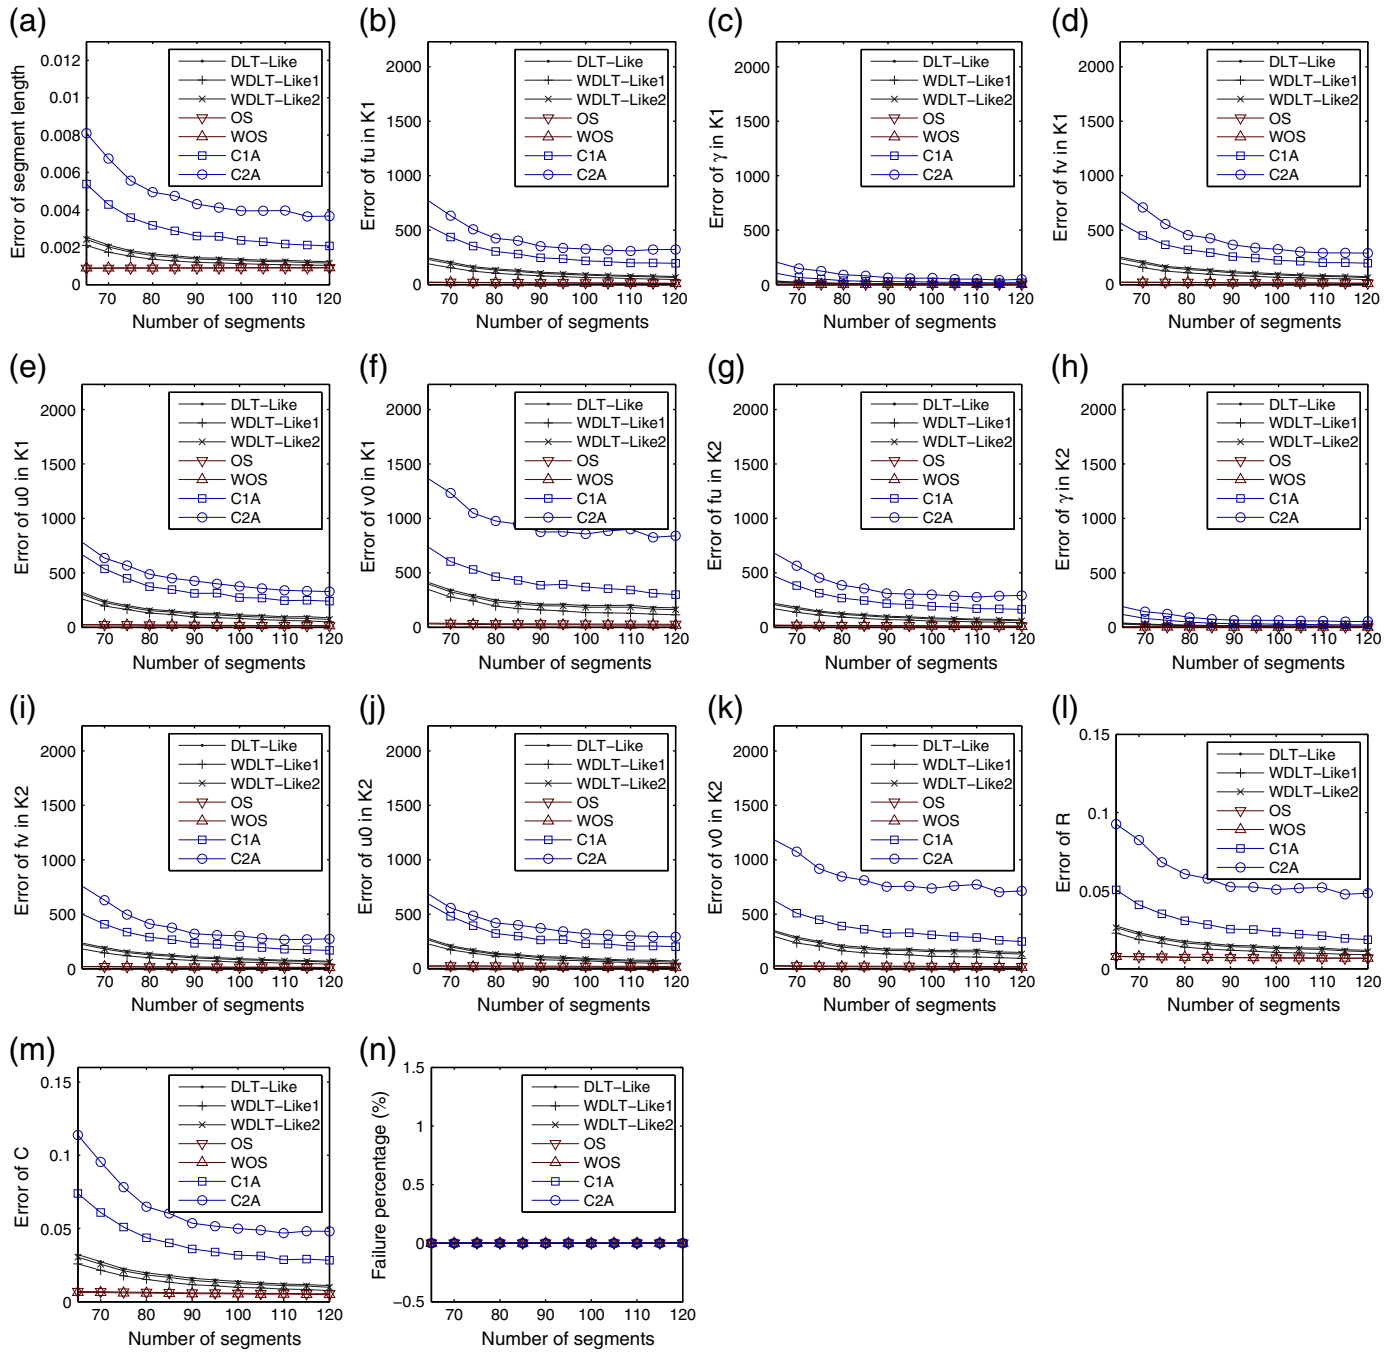 (a)
Error of segment length
0.012
0.01
0.008
0.006
0.004
0.002
0
DLT-Like
WDLT-Like1
WDLT-Like2
OS
WOS
C1A
C2A
70 80 90 100 110 120
Number of segments
(b)
Error of fu in K1
2000
1500
1000
500
0
DLT-Like
WDLT-Like1
WDLT-Like2
OS
WOS
C1A
C2A
70 80 90 100 110 120
Number of segments
(c)
Error of γ in K1
2000
1500
1000
500
0
DLT-Like
WDLT-Like1
WDLT-Like2
OS
WOS
C1A
C2A
70 80 90 100 110 120
Number of segments
(d)
Error of fv in K1
2000
1500
1000
500
0
DLT-Like
WDLT-Like1
WDLT-Like2
OS
WOS
C1A
C2A
70 80 90 100 110 120
Number of segments
(e)
Error of u0 in K1
2000
1500
1000
500
0
DLT-Like
WDLT-Like1
WDLT-Like2
OS
WOS
C1A
C2A
70 80 90 100 110 120
Number of segments
(f)
Error of v0 in K1
2000
1500
1000
500
0
DLT-Like
WDLT-Like1
WDLT-Like2
OS
WOS
C1A
C2A
70 80 90 100 110 120
Number of segments
(g)
Error of fu in K2
2000
1500
1000
500
0
DLT-Like
WDLT-Like1
WDLT-Like2
OS
WOS
C1A
C2A
70 80 90 100 110 120
Number of segments
(h)
Error of γ in K2
2000
1500
1000
500
0
DLT-Like
WDLT-Like1
WDLT-Like2
OS
WOS
C1A
C2A
70 80 90 100 110 120
Number of segments
(i)
Error of fv in K2
2000
1500
1000
500
0
DLT-Like
WDLT-Like1
WDLT-Like2
OS
WOS
C1A
C2A
70 80 90 100 110 120
Number of segments
(j)
Error of u0 in K2
2000
1500
1000
500
0
DLT-Like
WDLT-Like1
WDLT-Like2
OS
WOS
C1A
C2A
70 80 90 100 110 120
Number of segments
(k)
Error of v0 in K2
2000
1500
1000
500
0
DLT-Like
WDLT-Like1
WDLT-Like2
OS
WOS
C1A
C2A
70 80 90 100 110 120
Number of segments
(l)
Error of R
0.15
0.1
0.05
0
DLT-Like
WDLT-Like1
WDLT-Like2
OS
WOS
C1A
C2A
70 80 90 100 110 120
Number of segments
(m)
Error of C
0.15
0.1
0.05
0
DLT-Like
WDLT-Like1
WDLT-Like2
OS
WOS
C1A
C2A
70 80 90 100 110 120
Number of segments
(n)
Failure percentage (%)
1.5
1
0.5
0
-0.5
DLT-Like
WDLT-Like1
WDLT-Like2
OS
WOS
C1A
C2A
70 80 90 100 110 120
Number of segments